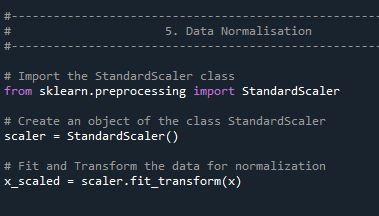 #--------------------------------------------------
#                     5. Data Normalisation
#--------------------------------------------------
# Import the StandardScaler class
from sklearn.preprocessing import StandardScaler
# Create an object of the class StandardScaler
scaler = StandardScaler()
# Fit and Transform the data for normalization
x_scaled = scaler.fit_transform(x)